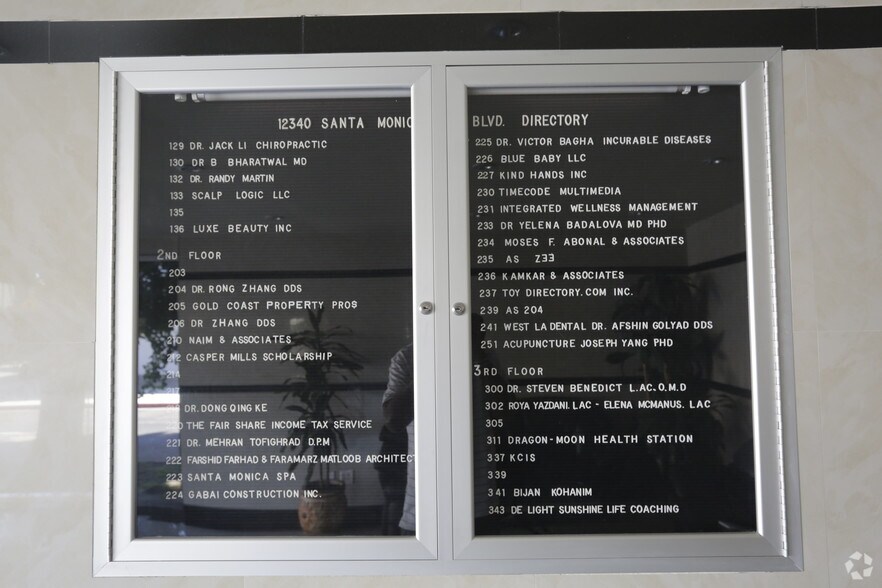 12340 SANTA MONIC BLVD. DIRECTORY
129 DR. JACK LI CHIROPRACTIC
130 DR B BHARATWAL MD
132 DR. RANDY MARTIN
133 SCALP LOGIC LLC
135
136 LUXE BEAUTY INC
2ND FLOOR
203
204 DR. RONG ZHANG DDS
205 GOLD COAST PROPERTY PROS
206 DR ZHANG DDS
210 NAIM & ASSOCIATES
212 CASPER MILLS SCHOLARSHIP
214
217
DR. DONG QING KE
THE FAIR SHARE INCOME TAX SERVICE
221 DR. MEHRAN TOFIGHRAD D.P.M
222 FARSHID FARHAD & FARAMARZ MATLOOB ARCHITECT
223 SANTA MONICA SPA
224 GABAI CONSTRUCTION INC.
225 DR. VICTOR BAGHA INCURABLE DISEASES
226 BLUE BABY LLC
227 KIND HANDS INC
230 TIMECODE MULTIMEDIA
231 INTEGRATED WELLNESS MANAGEMENT
233 DR YELENA BADALOVA MD PHD
234 MOSES F. ABONAL & ASSOCIATES
235 AS Z33
236 KAMKAR & ASSOCIATES
237 TOY DIRECTORY.COM INC.
239 AS 204
241 WEST LA DENTAL DR. AFSHIN GOLYAD DDS
251 ACUPUNCTURE JOSEPH YANG PHD
3RD FLOOR
300 DR. STEVEN BENEDICT L.AC.O.M.D
302 ROYA YAZDANI. LAC - ELENA MCMANUS. LAC
305
311 DRAGON-MOON HEALTH STATION
337 KCIS
339
341 BIJAN KOHANIM
343 DE LIGHT SUNSHINE LIFE COACHING